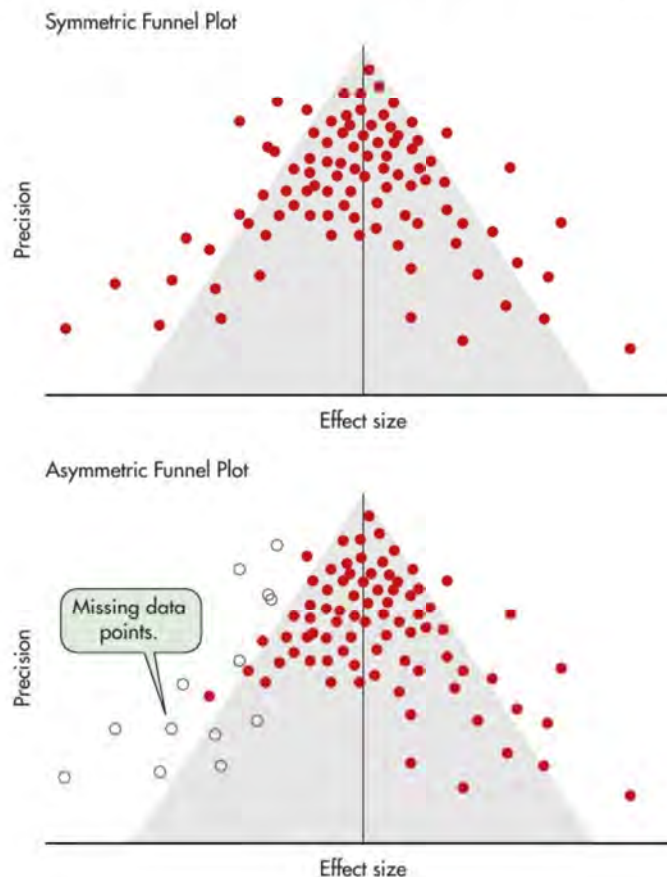 Symmetric Funnel Plot
Precision
Effect size
Asymmetric Funnel Plot
Missing data
points.
Precision
Effect size